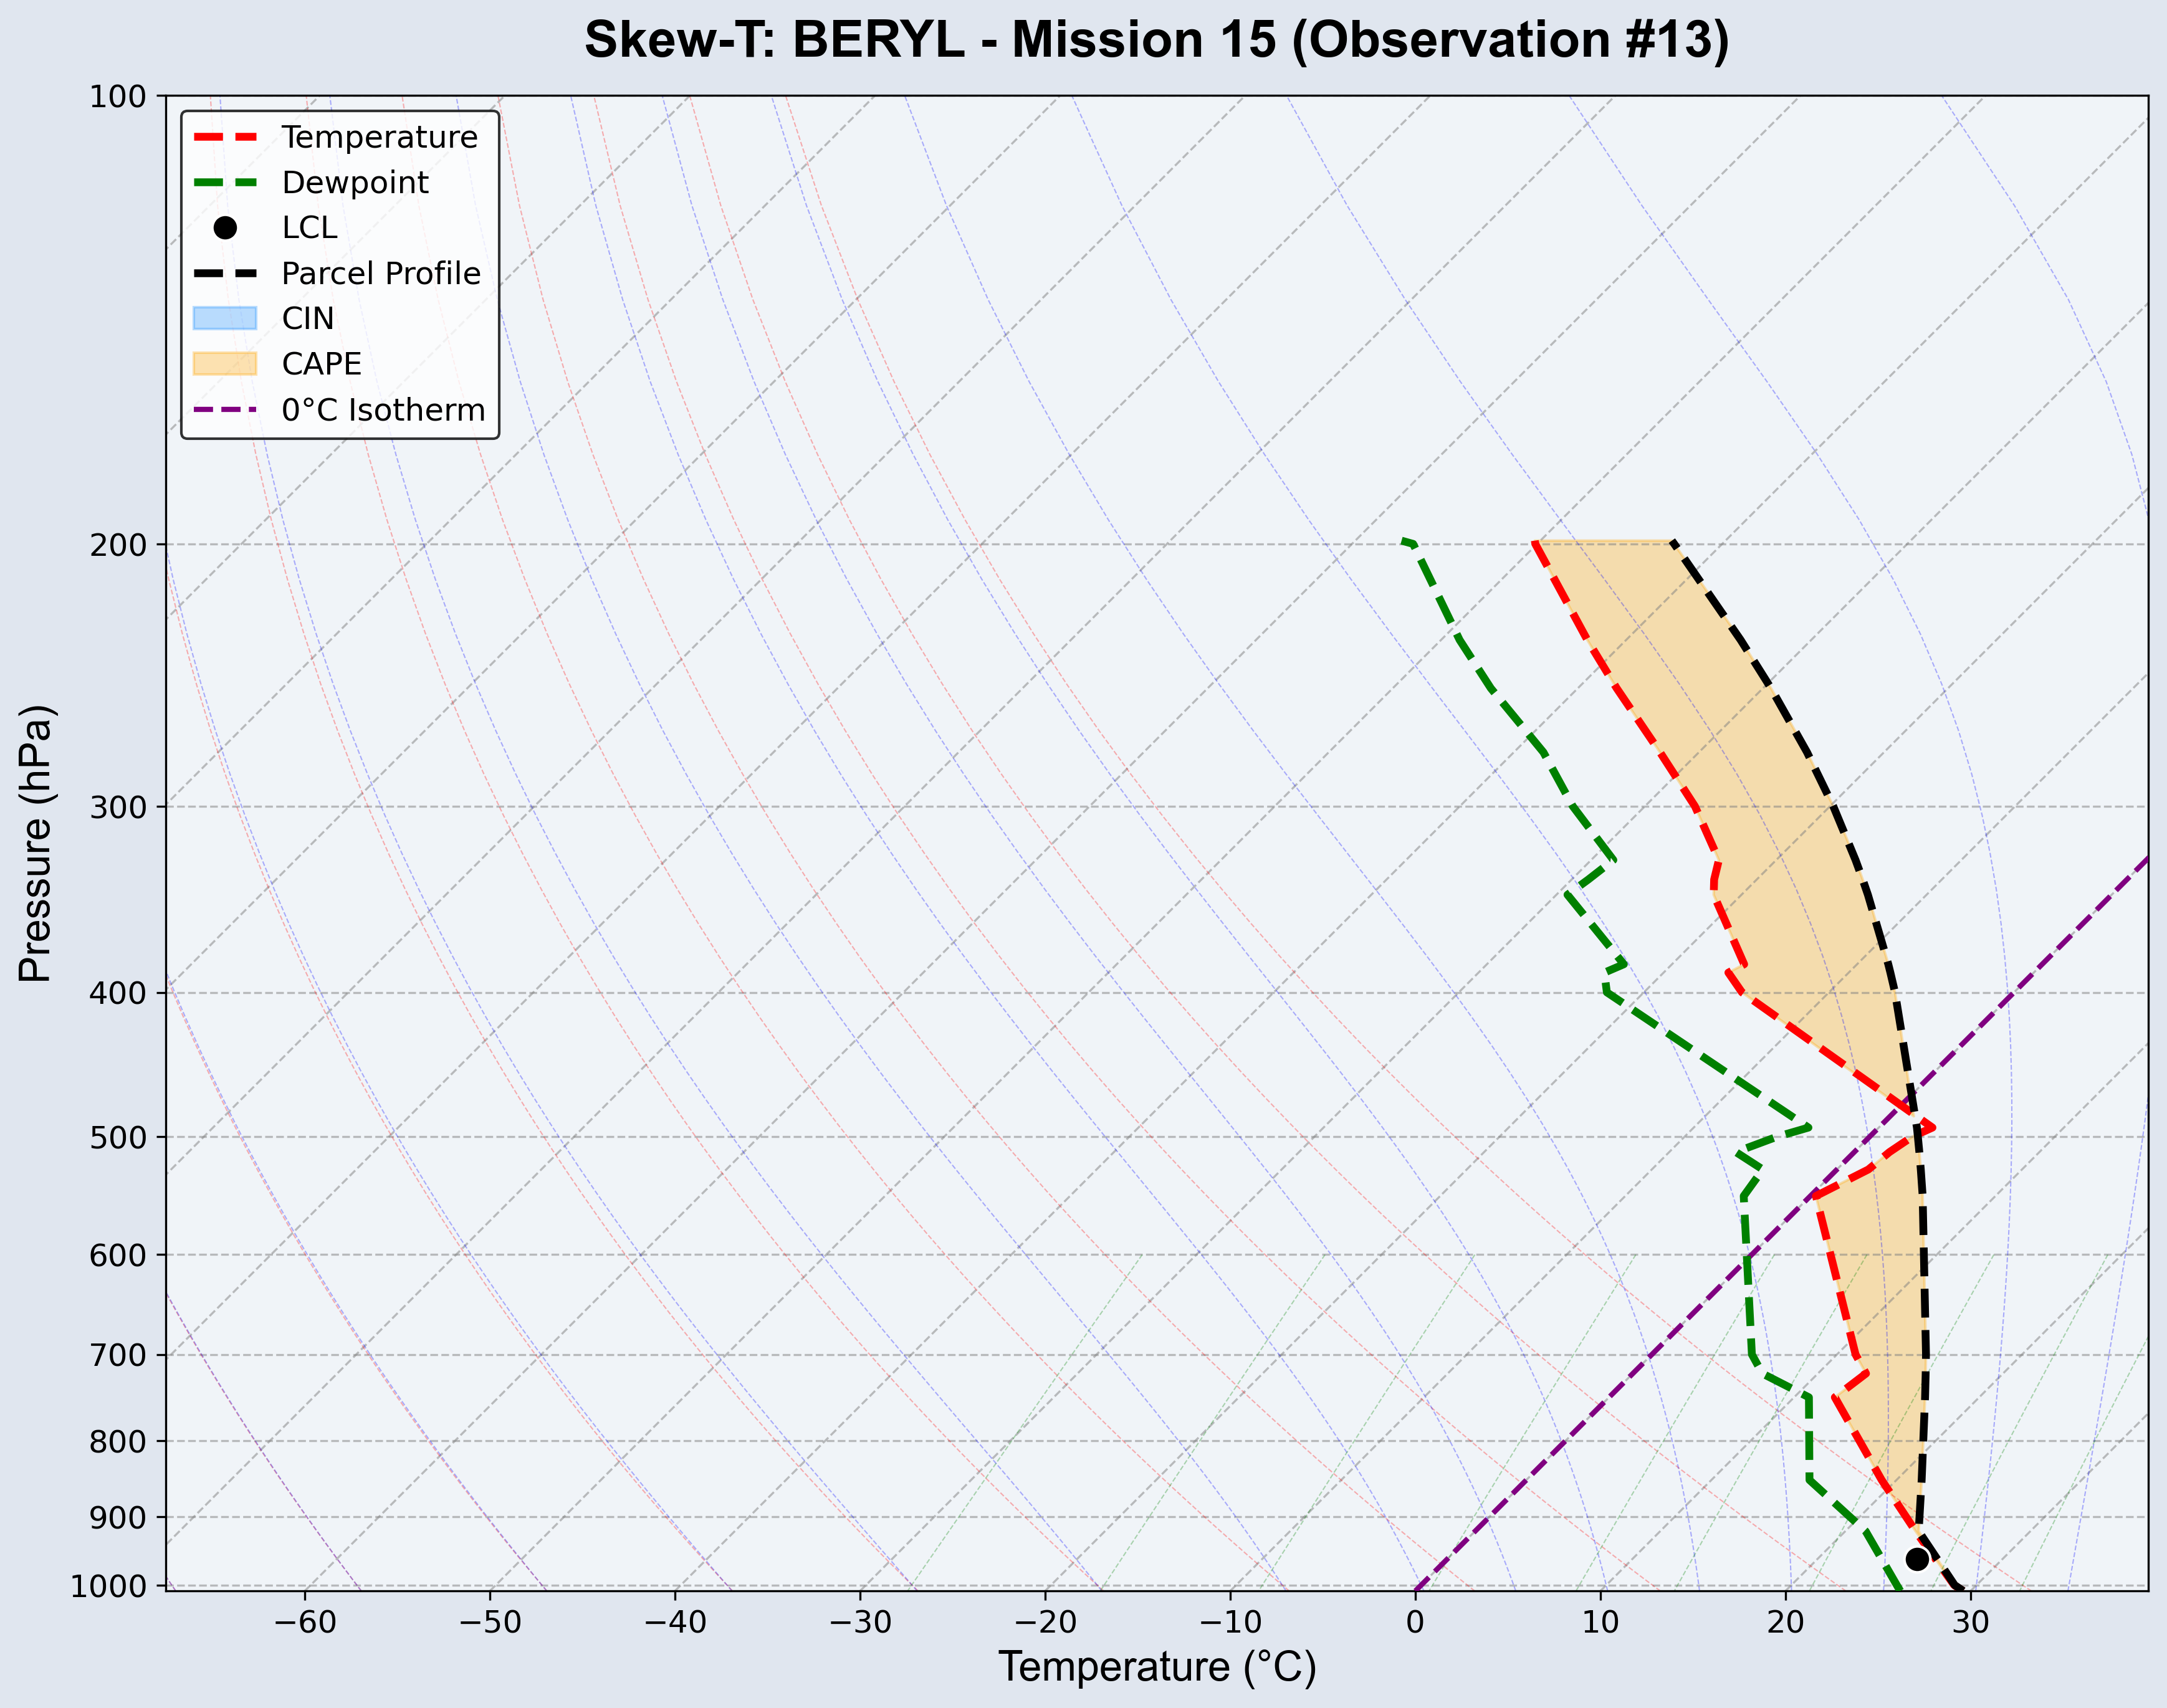 Skew-T: BERYL - Mission 15 (Observation #13)
Temperature
Dewpoint
LCL
Parcel Profile
CIN
CAPE
0°C Isotherm
Pressure (hPa)
100
200
300
400
500
600
700
800
900
1000
−60 −50 −40 −30 −20 −10 0 10 20 30
Temperature (°C)